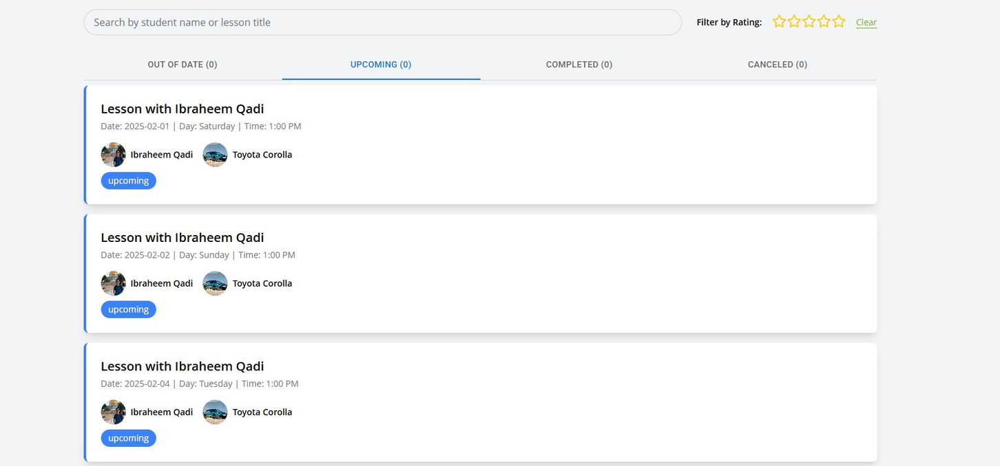 Search by student name or lesson title
Filter by Rating:
Clear
OUT OF DATE (0)
UPCOMING (0)
COMPLETED (0)
CANCELED (0)
Lesson with Ibraheem Qadi
Date: 2025-02-01 | Day: Saturday | Time: 1:00 PM
Ibraheem Qadi
Toyota Corolla
upcoming
Lesson with Ibraheem Qadi
Date: 2025-02-02 | Day: Sunday | Time: 1:00 PM
Ibraheem Qadi
Toyota Corolla
upcoming
Lesson with Ibraheem Qadi
Date: 2025-02-04 | Day: Tuesday | Time: 1:00 PM
Ibraheem Qadi
Toyota Corolla
upcoming